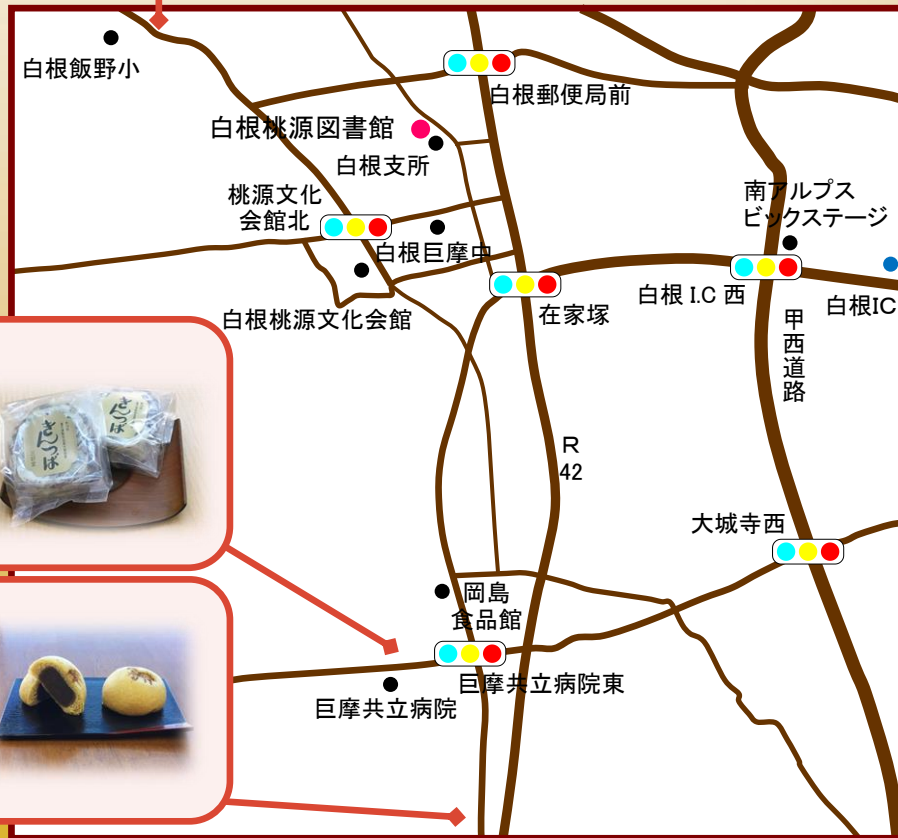 白根飯野小
白根郵便局前
白根桃源図書館
白根支所
桃源文化
会館北
南アルプス
ビックステージ
白根巨摩中
白根 I.C 西
白根IC
白根桃源文化会館
在家塚
甲西道路
きんつば
きんつば
R
42
大城寺西
岡島
食品館
巨摩共立病院東
巨摩共立病院